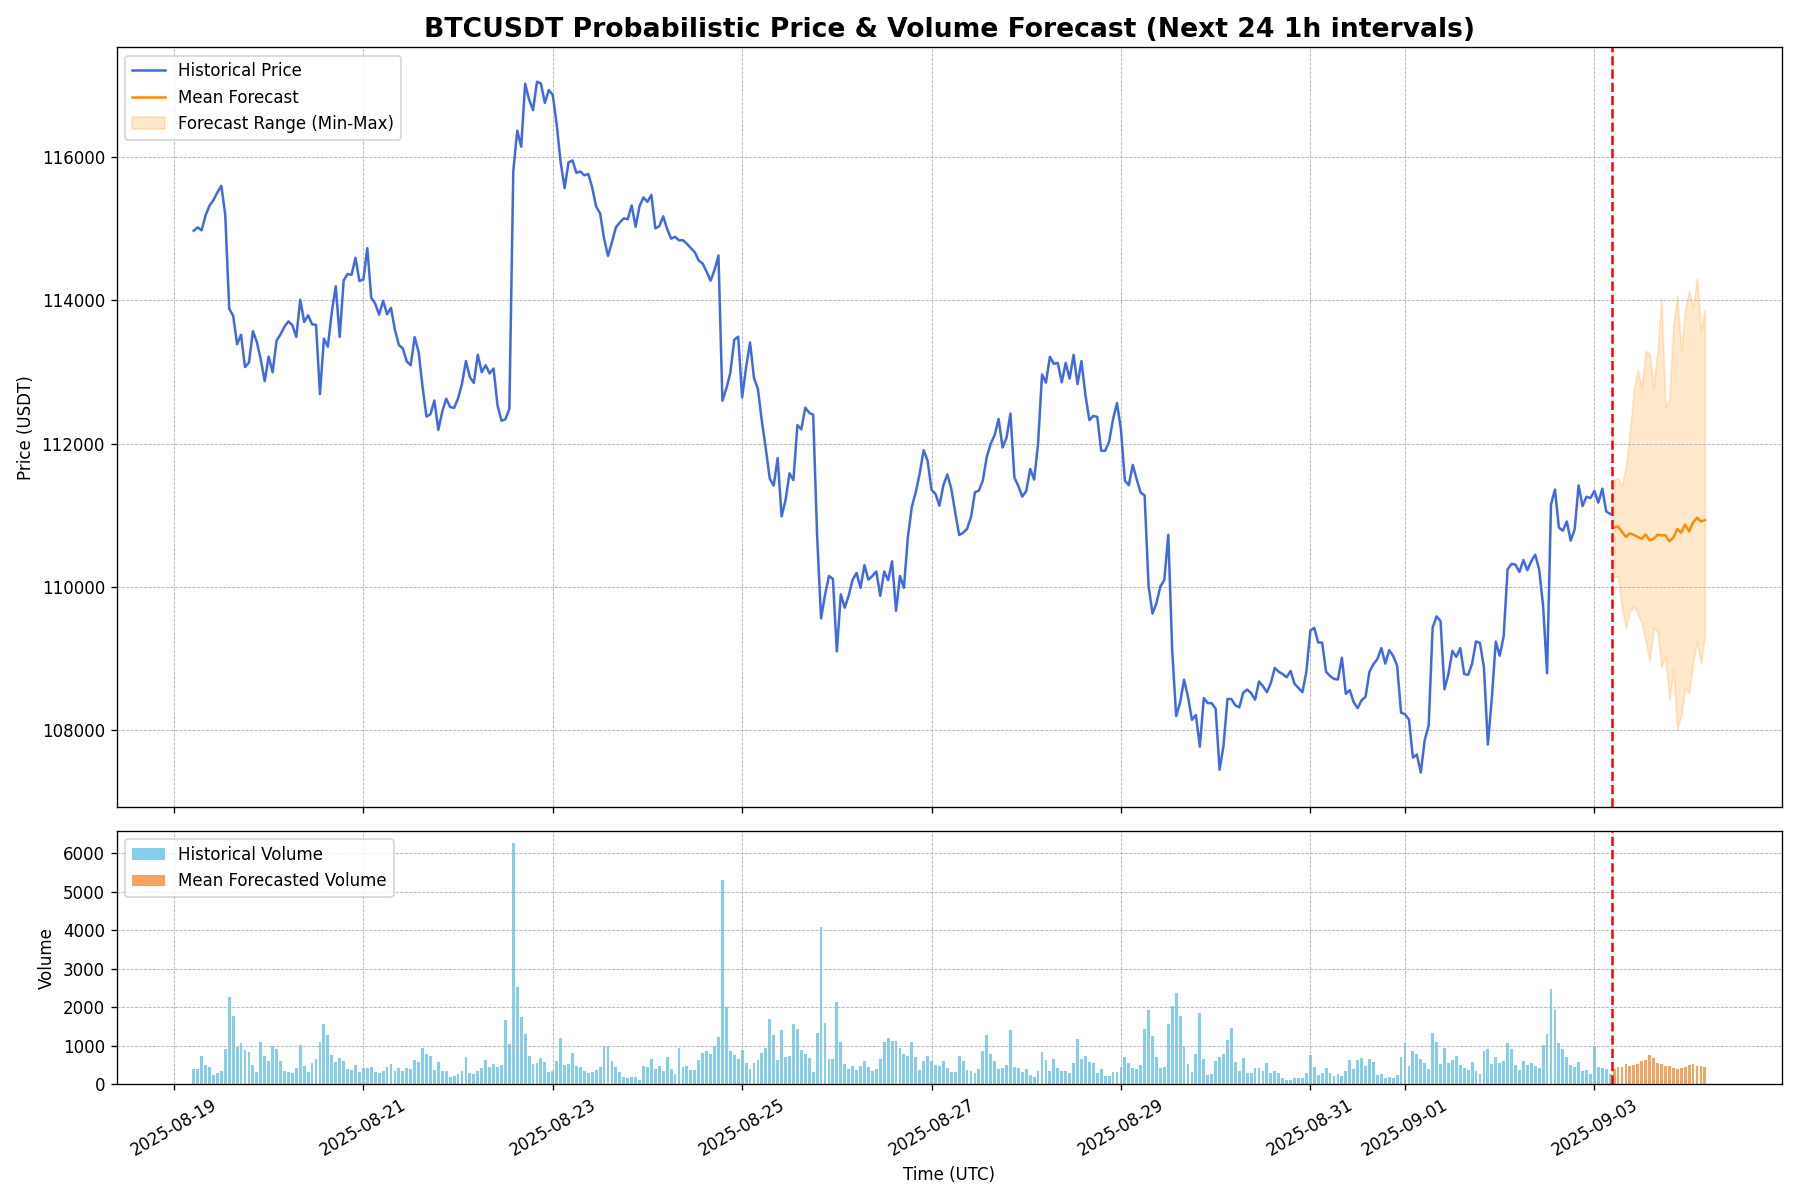 BTCUSDT Probabilistic Price & Volume Forecast (Next 24 1h intervals)
Historical Price
Mean Forecast
Forecast Range (Min-Max)
116000
114000
112000
110000
108000
Price (USDT)
Historical Volume
Mean Forecasted Volume
6000
5000
4000
3000
2000
1000
0
Volume
2025-08-19
2025-08-21
2025-08-23
2025-08-25
2025-08-27
2025-08-29
2025-08-31
2025-09-01
2025-09-03
Time (UTC)